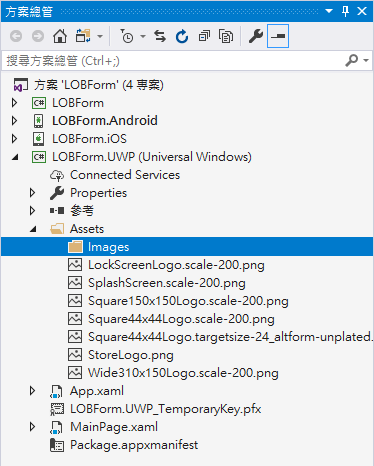 方案總管
搜尋方案總管 (Ctrl+;)
方案 'LOBForm' (4 專案)
LOBForm
LOBForm.Android
LOBForm.iOS
LOBForm.UWP (Universal Windows)
Connected Services
Properties
參考
Assets
Images
LockScreenLogo.scale-200.png
SplashScreen.scale-200.png
Square150x150Logo.scale-200.png
Square44x44Logo.scale-200.png
Square44x44Logo.targetsize-24_altform-unplated.
StoreLogo.png
Wide310x150Logo.scale-200.png
App.xaml
LOBForm.UWP_TemporaryKey.pfx
MainPage.xaml
Package.appxmanifest